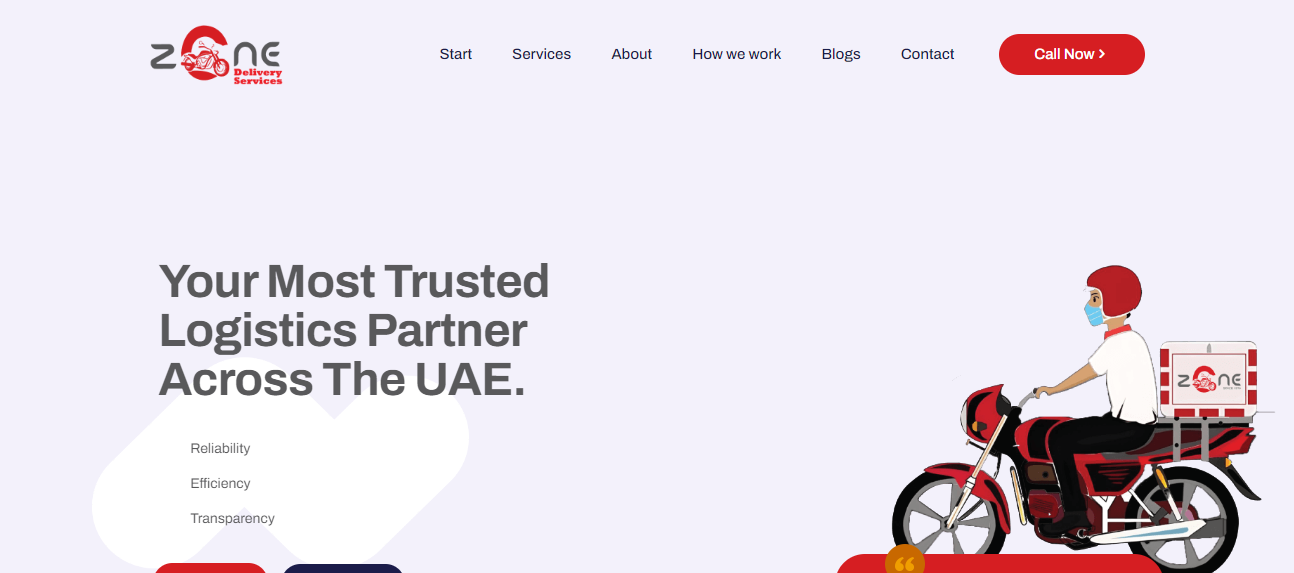 zone
Delivery
Services
Start
Services
About
How we work
Blogs
Contact
Call Now
Your Most Trusted
Logistics Partner
Across The UAE.
Reliability
Efficiency
Transparency
zone